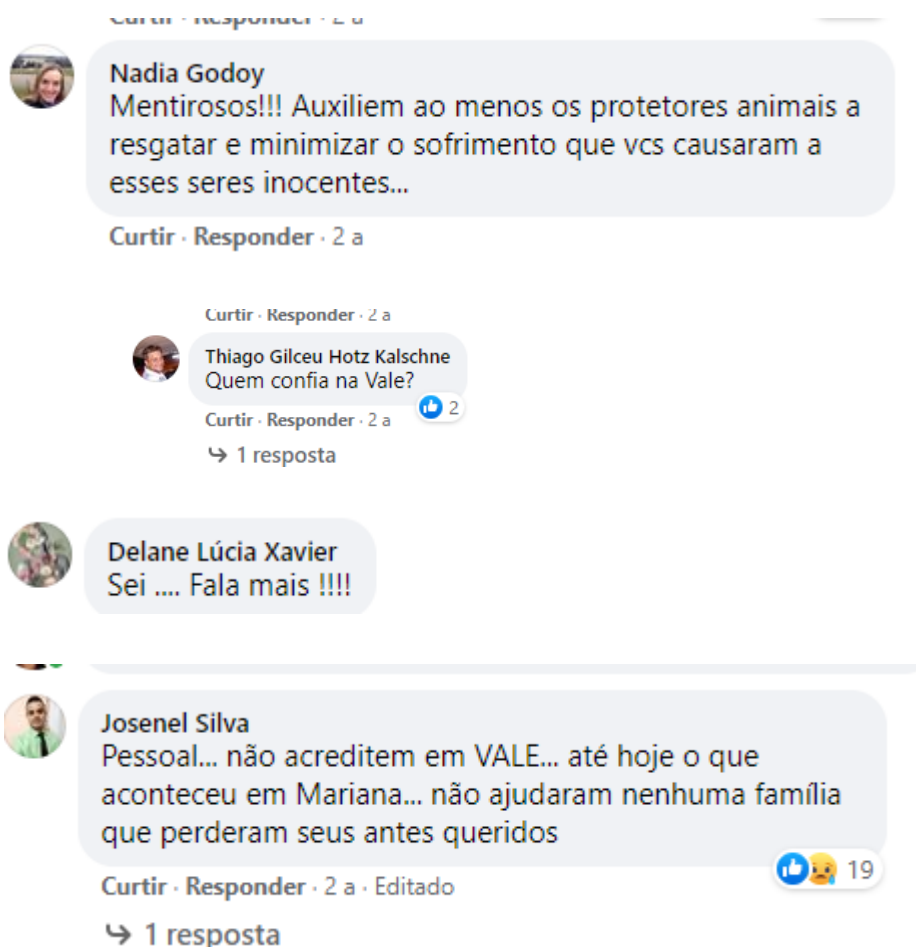 Curtir · Responder · 2 a
Nadia Godoy
Mentirosos!!! Auxiliem ao menos os protetores animais a
resgatar e minimizar o sofrimento que vcs causaram a
esses seres inocentes...
Curtir · Responder · 2 a
Curtir · Responder · 2 a
Thiago Gilceu Hotz Kalschne
Quem confia na Vale?
2
Curtir · Responder · 2 a
1 resposta
Delane Lúcia Xavier
Sei .... Fala mais !!!!
Josenel Silva
Pessoal... não acreditem em VALE... até hoje o que
aconteceu em Mariana... não ajudaram nenhuma família
que perderam seus antes queridos
19
Curtir · Responder · 2 a · Editado
1 resposta